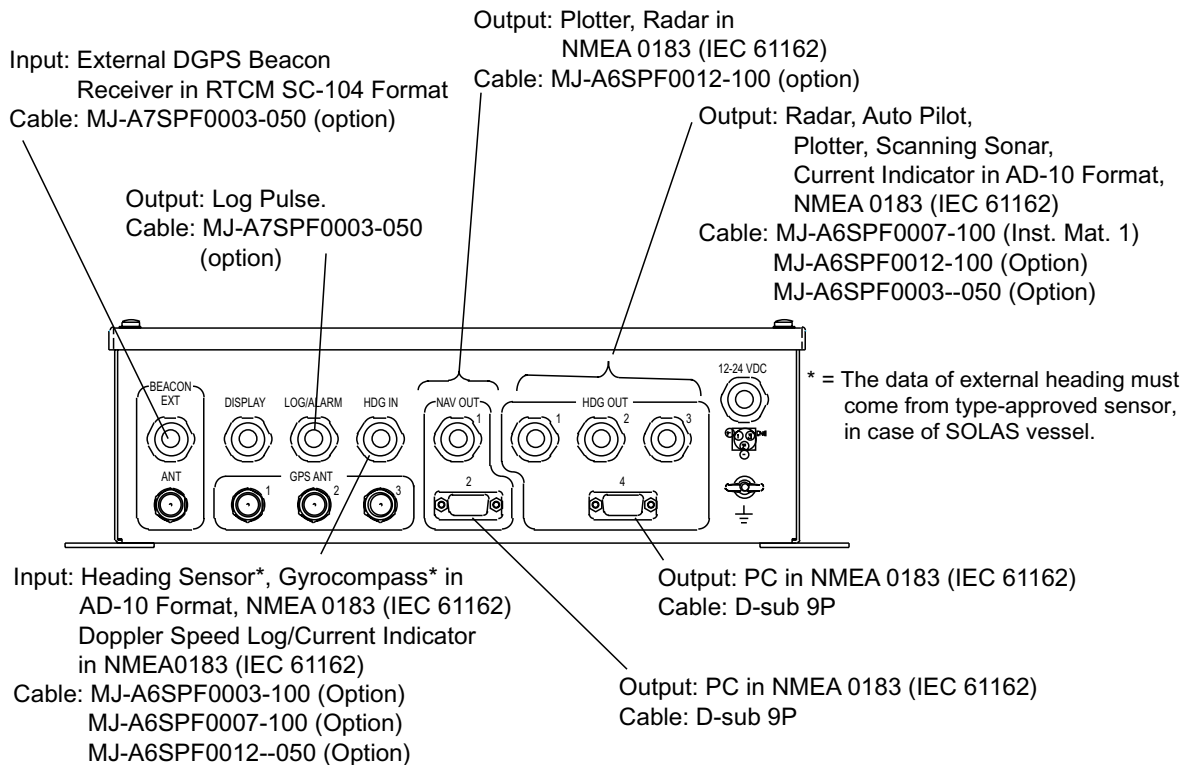 Output: Plotter, Radar in
NMEA 0183 (IEC 61162)
Cable: MJ-A6SPF0012-100 (option)
Input: External DGPS Beacon
Receiver in RTCM SC-104 Format
Cable: MJ-A7SPF0003-050 (option)
Output: Radar, Auto Pilot,
Plotter, Scanning Sonar,
Current Indicator in AD-10 Format,
NMEA 0183 (IEC 61162)
Cable: MJ-A6SPF0007-100 (Inst. Mat. 1)
MJ-A6SPF0012-100 (Option)
MJ-A6SPF0003--050 (Option)
Output: Log Pulse.
Cable: MJ-A7SPF0003-050
(option)
12-24 VDC
* = The data of external heading must
come from type-approved sensor,
in case of SOLAS vessel.
BEACON
EXT
DISPLAY
LOG/ALARM
HDG IN
NAV OUT
1
HDG OUT
1
2
3
ANT
GPS ANT
1
2
3
2
4
Input: Heading Sensor*, Gyrocompass* in
AD-10 Format, NMEA 0183 (IEC 61162)
Doppler Speed Log/Current Indicator
in NMEA0183 (IEC 61162)
Cable: MJ-A6SPF0003-100 (Option)
MJ-A6SPF0007-100 (Option)
MJ-A6SPF0012--050 (Option)
Output: PC in NMEA 0183 (IEC 61162)
Cable: D-sub 9P
Output: PC in NMEA 0183 (IEC 61162)
Cable: D-sub 9P